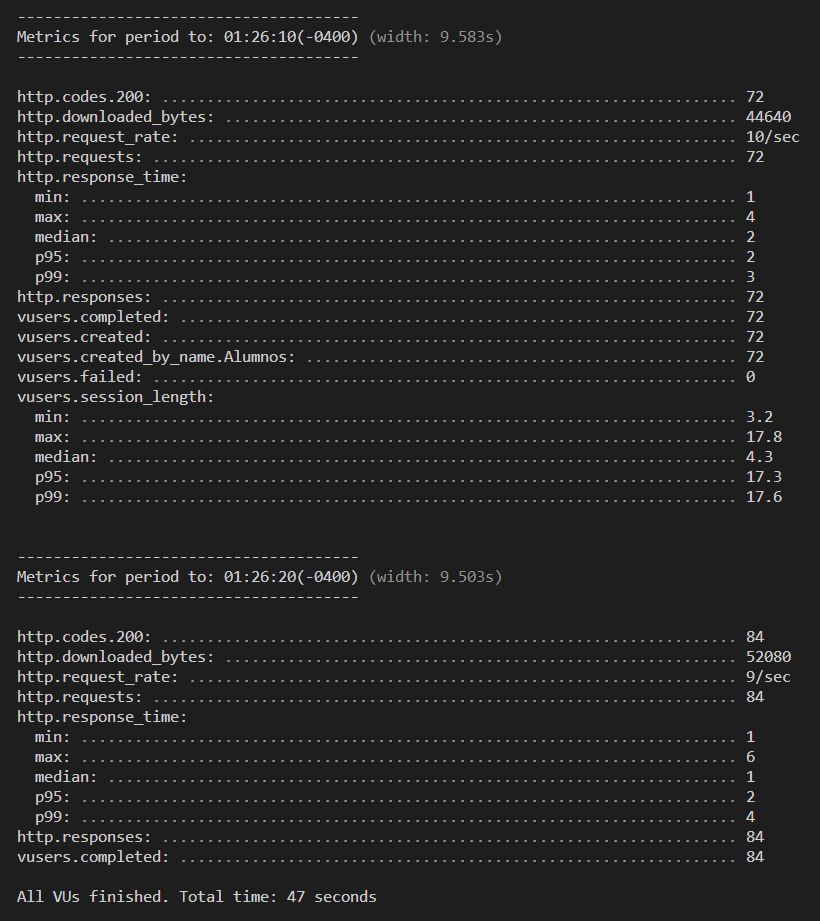 --------------------------------------
Metrics for period to: 01:26:10(-0400) (width: 9.583s)
--------------------------------------
http.codes.200: ................................................................ 72
http.downloaded_bytes: ......................................................... 44640
http.request_rate: ............................................................. 10/sec
http.requests: ................................................................. 72
http.response_time:
  min: ......................................................................... 1
  max: ......................................................................... 4
  median: ...................................................................... 2
  p95: ......................................................................... 2
  p99: ......................................................................... 3
http.responses: ................................................................ 72
vusers.completed: .............................................................. 72
vusers.created: ................................................................ 72
vusers.created_by_name.Alumnos: ................................................ 72
vusers.failed: ................................................................. 0
vusers.session_length:
  min: ......................................................................... 3.2
  max: ......................................................................... 17.8
  median: ...................................................................... 4.3
  p95: ......................................................................... 17.3
  p99: ......................................................................... 17.6
--------------------------------------
Metrics for period to: 01:26:20(-0400) (width: 9.503s)
--------------------------------------
http.codes.200: ................................................................ 84
http.downloaded_bytes: ......................................................... 52080
http.request_rate: ............................................................. 9/sec
http.requests: ................................................................. 84
http.response_time:
  min: ......................................................................... 1
  max: ......................................................................... 6
  median: ...................................................................... 1
  p95: ......................................................................... 2
  p99: ......................................................................... 4
http.responses: ................................................................ 84
vusers.completed: .............................................................. 84
All VUs finished. Total time: 47 seconds